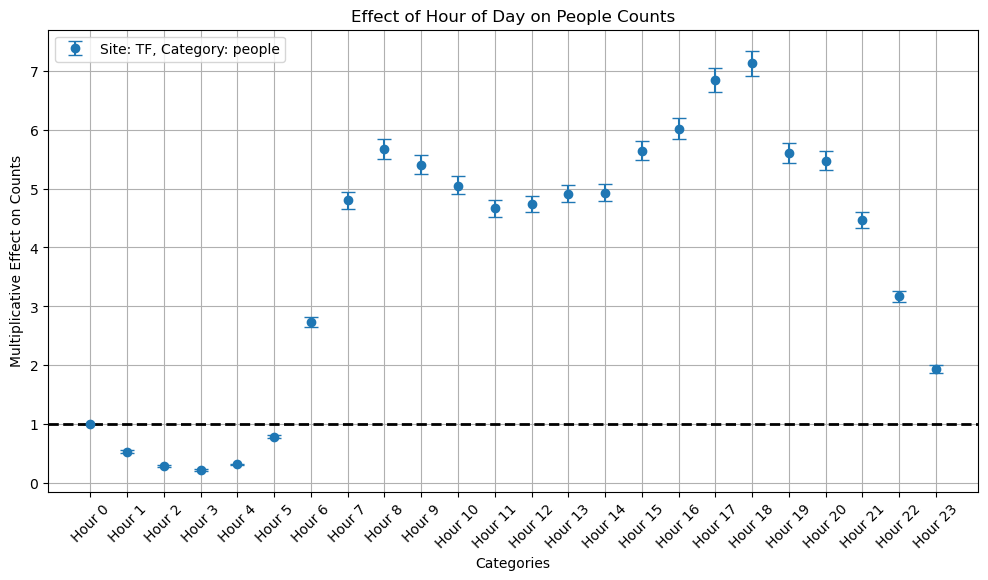 Effect of Hour of Day on People Counts
Site: TF, Category: people
Multiplicative Effect on Counts
7
6
5
4
3
2
1
0
Hour 0
Hour 1
Hour 2
Hour 3
Hour 4
Hour 5
Hour 6
Hour 7
Hour 8
Hour 9
Hour 10
Hour 11
Hour 12
Hour 13
Hour 14
Hour 15
Hour 16
Hour 17
Hour 18
Hour 19
Hour 20
Hour 21
Hour 22
Hour 23
Categories